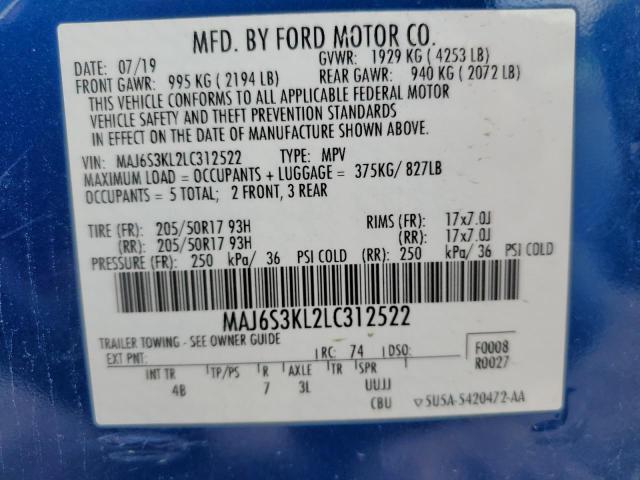 MFD. BY FORD MOTOR CO.
DATE: 07/19 GVWR: 1929 KG ( 4253 LB)
FRONT GAWR: 995 KG ( 2194 LB) REAR GAWR: 940 KG ( 2072 LB)
THIS VEHICLE CONFORMS TO ALL APPLICABLE FEDERAL MOTOR
VEHICLE SAFETY AND THEFT PREVENTION STANDARDS
IN EFFECT ON THE DATE OF MANUFACTURE SHOWN ABOVE.
VIN: MAJ6S3KL2LC312522 TYPE: MPV
MAXIMUM LOAD = OCCUPANTS + LUGGAGE = 375KG/ 827LB
OCCUPANTS = 5 TOTAL; 2 FRONT, 3 REAR
TIRE (FR): 205/50R17 93H RIMS (FR): 17x7.0J
(RR): 205/50R17 93H (RR): 17x7.0J
PRESSURE (FR): 250 kPa/ 36 PSI COLD (RR): 250 kPa/ 36 PSI COLD
MAJ6S3KL2LC312522
TRAILER TOWING - SEE OWNER GUIDE
EXT PNT: RC: 74 DSO: F0008
R0027
INT TR TP/PS R AXLE TR SPR
4B 7 3L UUJJ
CBU ▽SU5A-5420472-AA